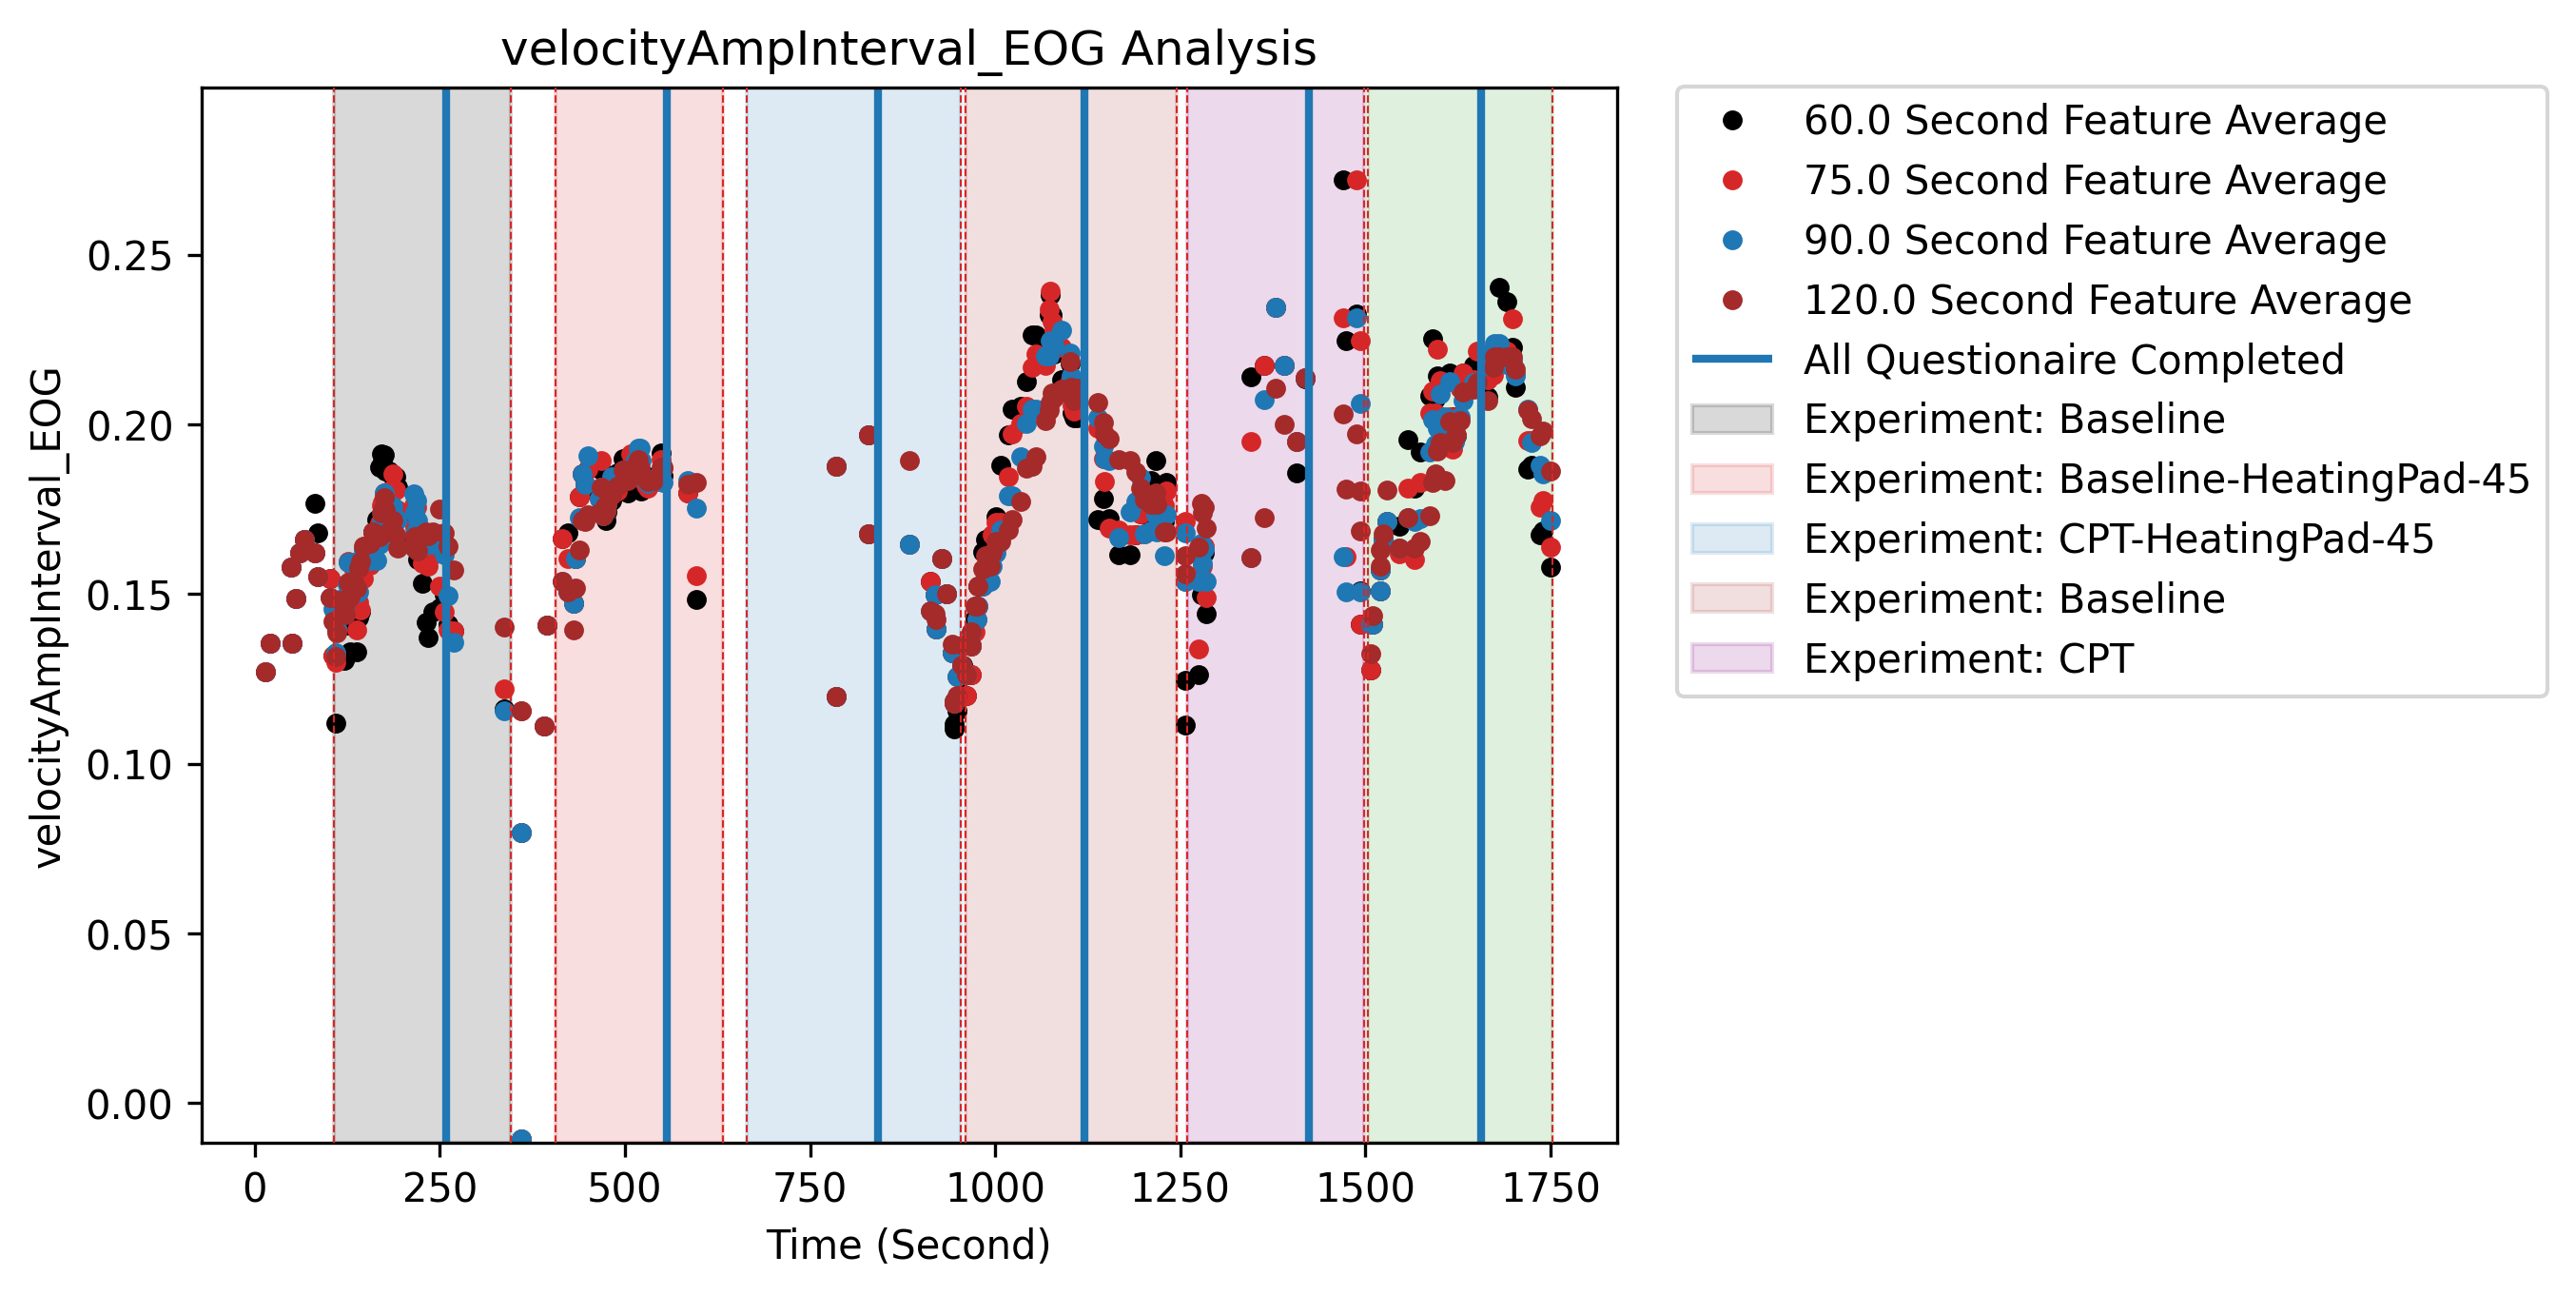 velocityAmpInterval_EOG Analysis
velocityAmpInterval_EOG
0.25
0.20
0.15
0.10
0.05
0.00
0 250 500 750 1000 1250 1500 1750
Time (Second)
60.0 Second Feature Average
75.0 Second Feature Average
90.0 Second Feature Average
120.0 Second Feature Average
All Questionaire Completed
Experiment: Baseline
Experiment: Baseline-HeatingPad-45
Experiment: CPT-HeatingPad-45
Experiment: Baseline
Experiment: CPT